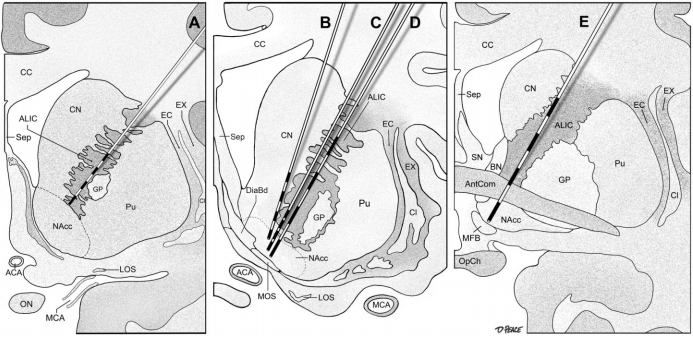 A
CC
CN
ALIC
Sep
EX
EC
GP
Pu
NAcc
Cl
ACA
LOS
ON
MCA
B C D
CC
ALIC
CN
Sep
EC
EX
DiaBd
GP
Pu
Cl
NAcc
ACA
LOS
MOS
MCA
E
CC
CN
Sep
EX
EC
ALIC
SN
BN
Pu
AntCom
GP
Cl
NAcc
MFB
OpCh
D PEACE